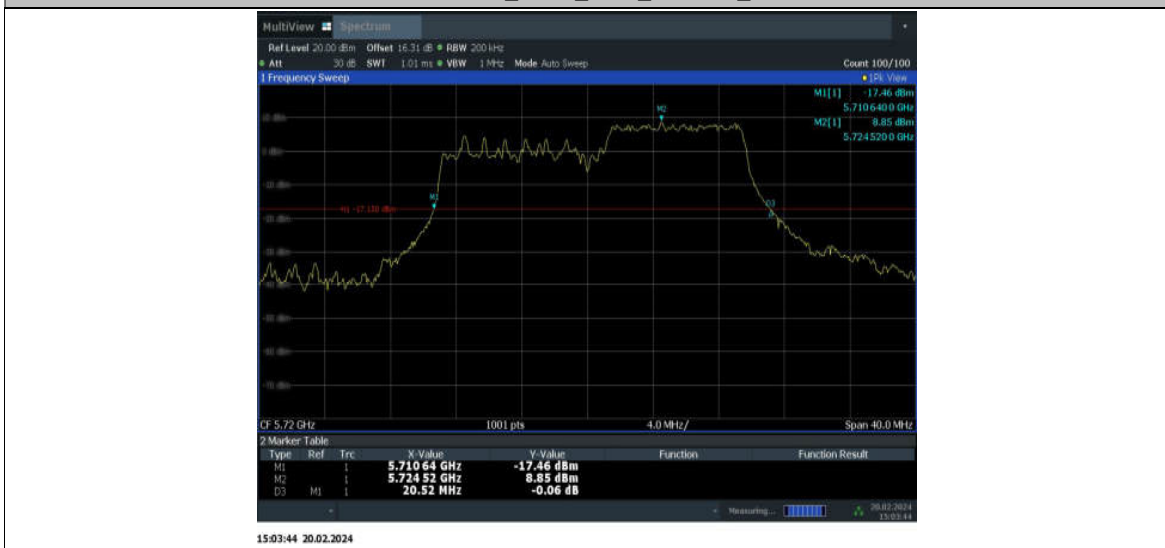 MultiView Spectrum
Ref Level 20.00 dBm Offset 16.31 dB RBW 200 kHz
Att 30 dB SWT 1.01 ms VBW 1 MHz Mode Auto Sweep Count 100/100
1 Frequency Sweep 1Pk View
M1[1] -17.46 dBm
5.7106400 GHz
M2[1] 8.85 dBm
5.7245200 GHz
M2
M1
D3
CF 5.72 GHz 1001 pts 4.0 MHz/ Span 40.0 MHz
2 Marker Table
Type Ref Trc X-Value Y-Value Function Function Result
M1 1 5.710 64 GHz -17.46 dBm
M2 1 5.724 52 GHz 8.85 dBm
D3 M1 1 20.52 MHz -0.06 dB
Measuring... 20.02.2024
15:03:44
15:03:44 20.02.2024